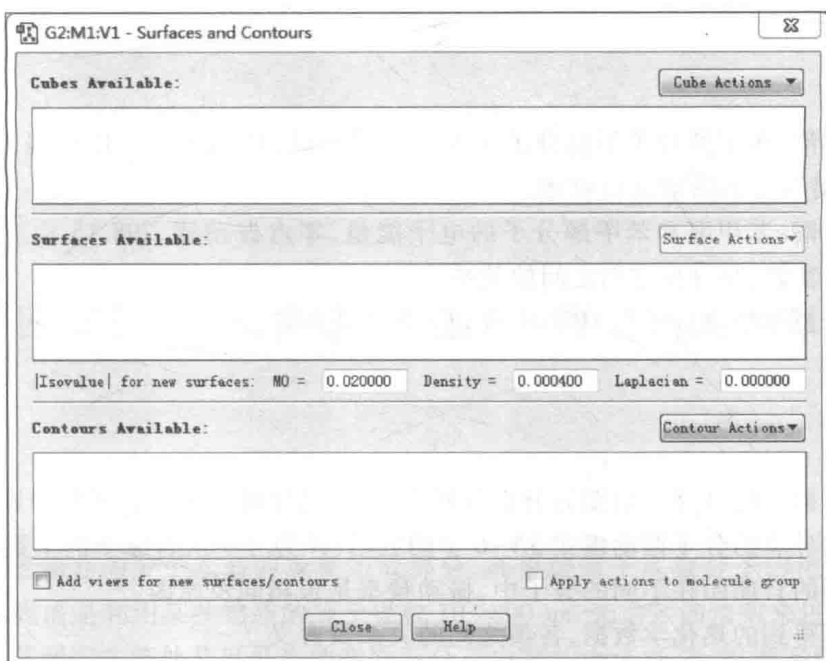 G2:M1:V1 - Surfaces and Contours
Cubes Available:
Cube Actions
Surfaces Available:
Surface Actions
|Isovalue| for new surfaces: MO = 0.020000 Density = 0.000400 Laplacian = 0.000000
Contours Available:
Contour Actions
Add views for new surfaces/contours
Apply actions to molecule group
Close
Help